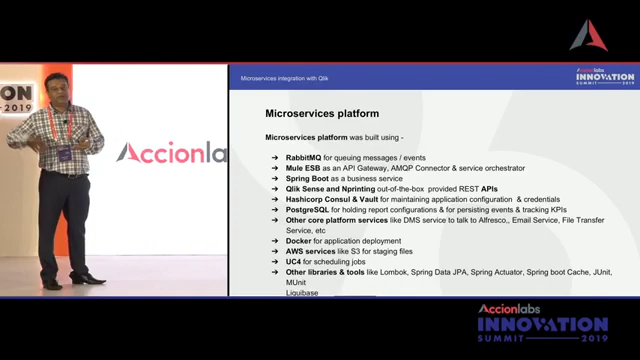 ON
2019
Accionla
Microservices integration with Qlik
Accionlabs
INNOVATION
SUMMIT 2019
Microservices platform
Microservices platform was built using -
➔ RabbitMQ for queuing messages / events
➔ Mule ESB as an API Gateway, AMQP Connector & service orchestrator
➔ Spring Boot as a business service
➔ Qlik Sense and Nprinting out-of-the-box provided REST APIs
➔ Hashicorp Consul & Vault for maintaining application configuration & credentials
➔ PostgreSQL for holding report configurations & for persisting events & tracking KPIs
➔ Other core platform services like DMS service to talk to Alfresco,, Email Service, File Transfer
Service, etc
➔ Docker for application deployment
➔ AWS services like S3 for staging files
➔ UC4 for scheduling jobs
➔ Other libraries & tools like Lombok, Spring Data JPA, Spring Actuator, Spring boot Cache, JUnit,
MUnit
Liquibase
Accionlabs
INNOVATION
SUMMIT 2019